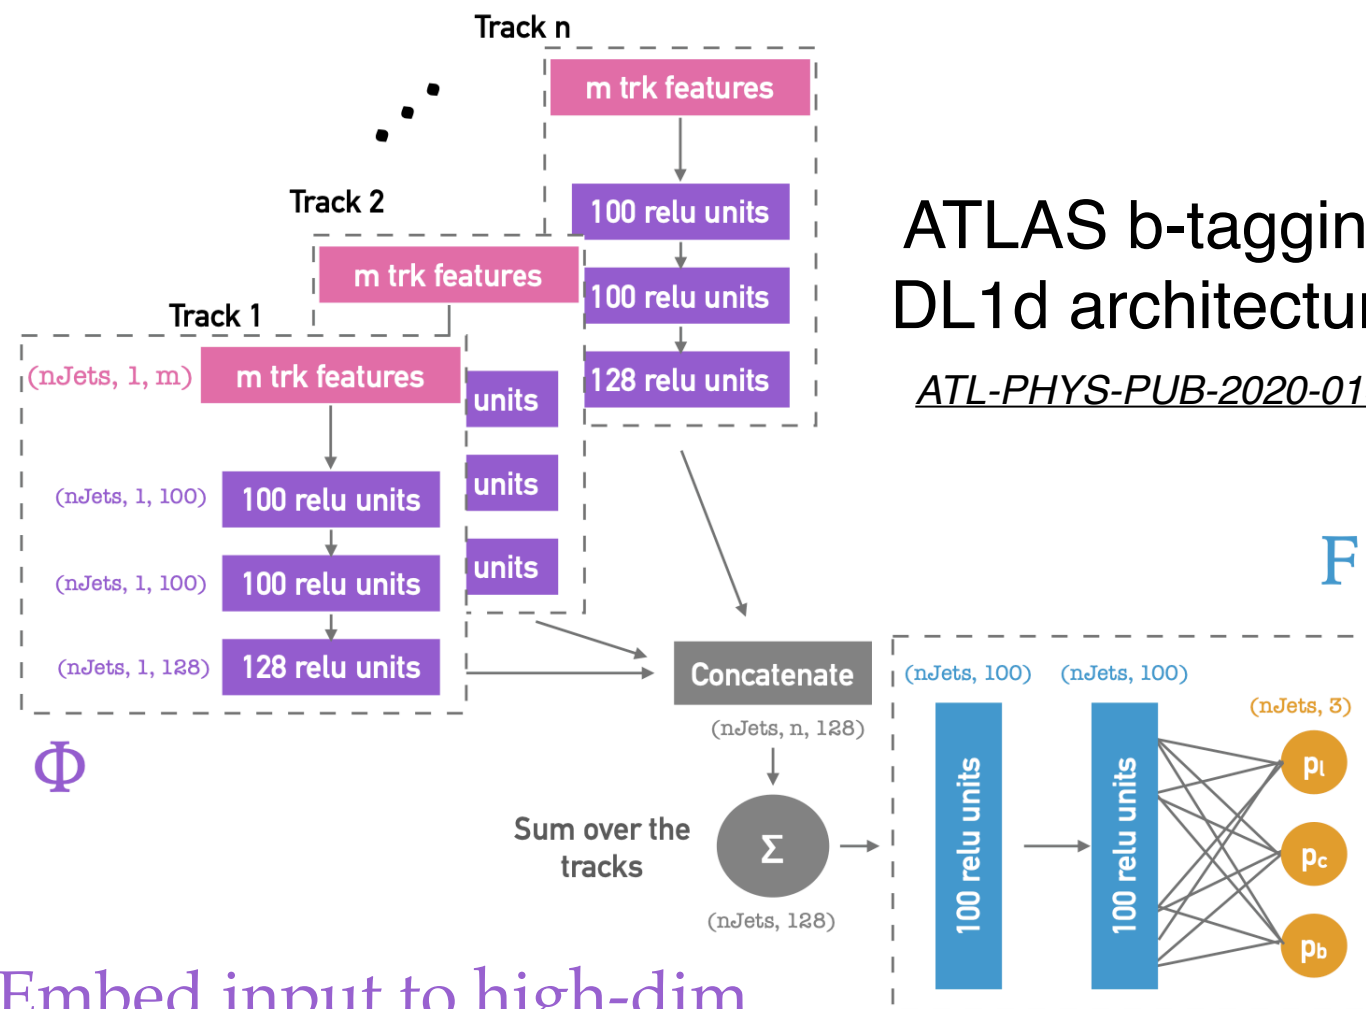 Track n
m trk features
100 relu units
100 relu units
128 relu units
Track 2
m trk features
units
units
units
Track 1
(nJets, 1, m)
m trk features
(nJets, 1, 100)
100 relu units
(nJets, 1, 100)
100 relu units
(nJets, 1, 128)
128 relu units
Φ
ATLAS b-taggin
DL1d architectur
ATL-PHYS-PUB-2020-01
Concatenate
(nJets, n, 128)
Sum over the
tracks
Σ
(nJets, 128)
F
(nJets, 100)
(nJets, 100)
100 relu units
100 relu units
(nJets, 3)
pl
pc
pb
Embed input to high-dim